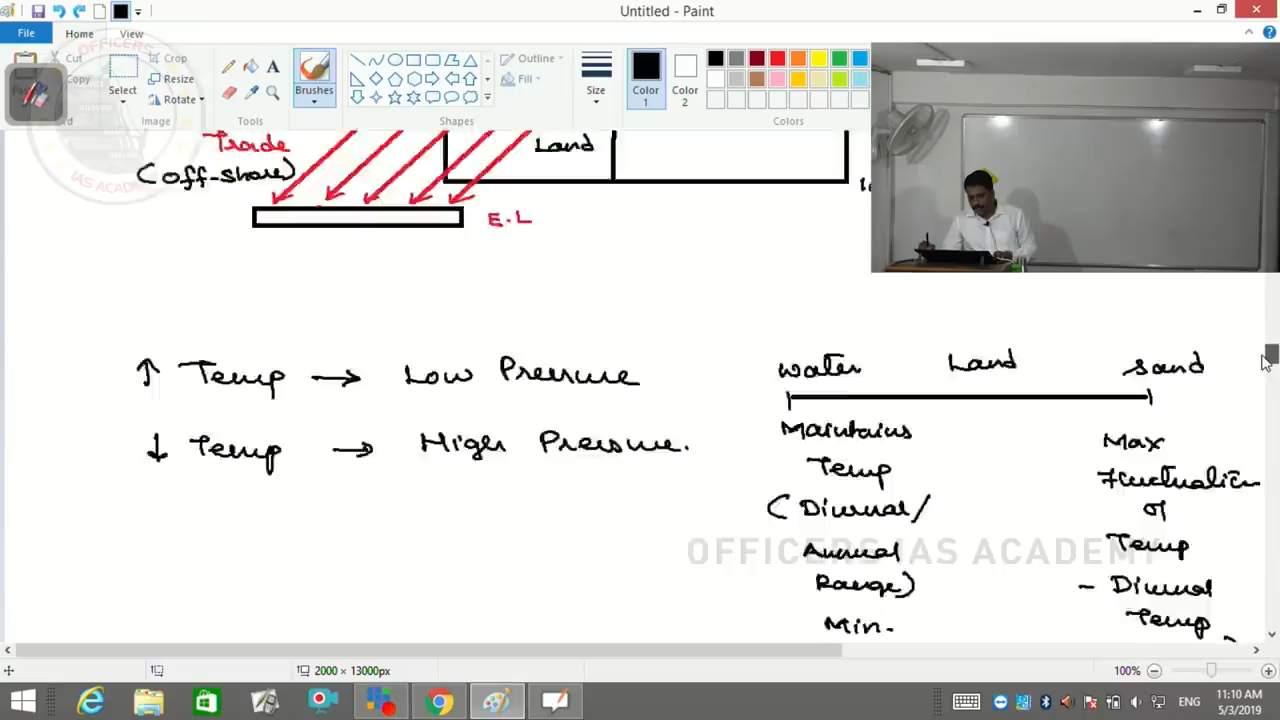 Untitled - Paint
File
Home
View
Cut
Copy
Select
Crop
Resize
Rotate
Image
Tools
Brushes
Shapes
Outline
Fill
Size
Color 1
Color 2
Colors
OFFICERS
IAS ACADEMY
Trade
(off-shore)
Land
E.L
↑ Temp → Low Pressure
↓ Temp → High Pressure.
water Land sand
Maintains
Temp
(Diurnal/
Annual
Range)
Min.
Max
Fluctuation
of
Temp
- Diurnal
Temp
OFFICERS IAS ACADEMY
2000 × 13000px
100%
ENG
11:10 AM
5/3/2019